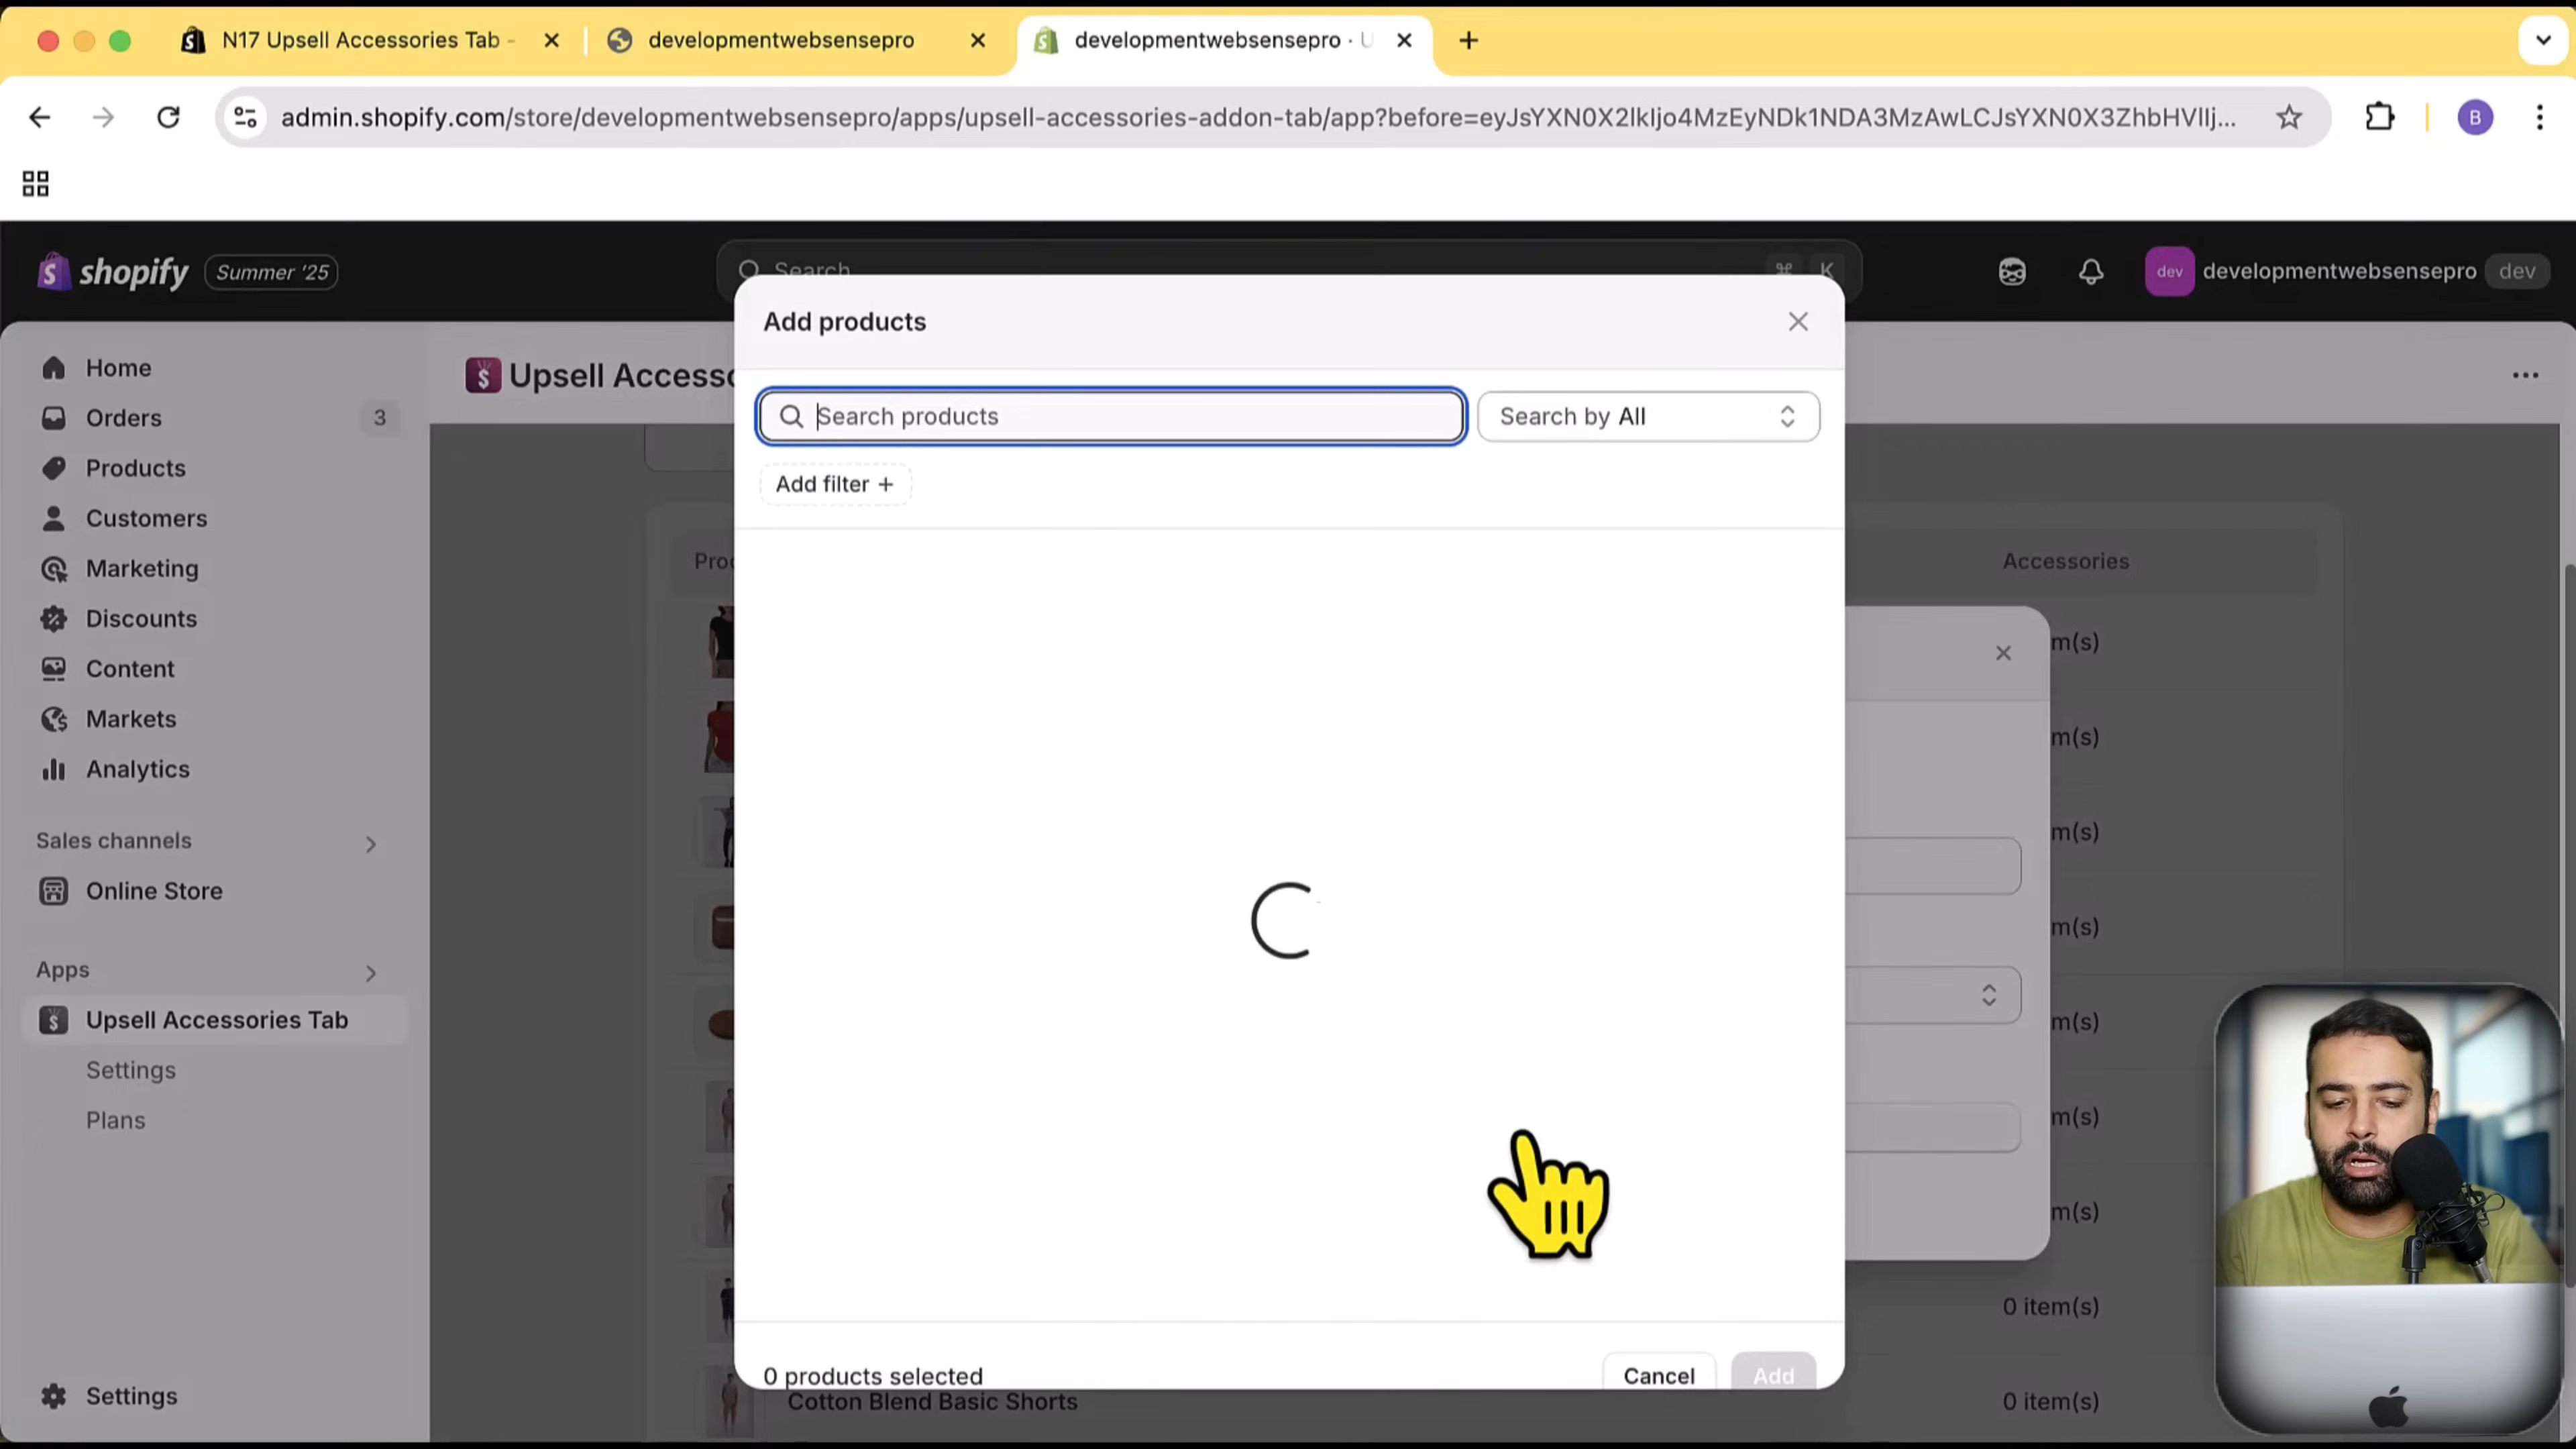 N17 Upsell Accessories Tab -
developmentwebsensepro
developmentwebsensepro · U
admin.shopify.com/store/developmentwebsensepro/apps/upsell-accessories-addon-tab/app?before=eyJsYXN0X2lkIjo4MzEyNDk1NDA3MzAwLCJsYXN0X3ZhbHVlIj...
B
shopify
Summer '25
Search
⌘ K
dev
developmentwebsensepro
dev
Home
Orders
3
Products
Customers
Marketing
Discounts
Content
Markets
Analytics
Sales channels
Online Store
Apps
Upsell Accessories Tab
Settings
Plans
Settings
Upsell Accesso
Add products
Search products
Search by All
Add filter +
Prod
Accessories
m(s)
m(s)
m(s)
m(s)
m(s)
m(s)
m(s)
0 item(s)
0 products selected
Cancel
Add
Cotton Blend Basic Shorts
0 item(s)